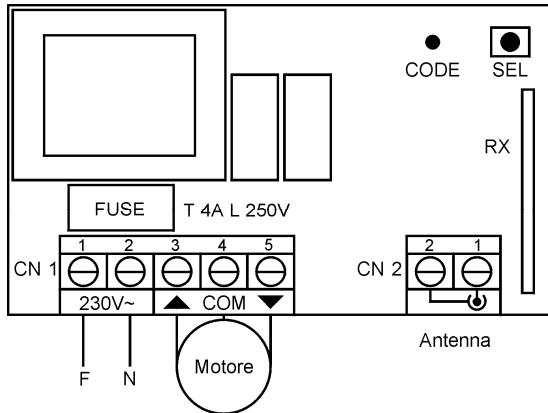 CODE SEL
RX
FUSE T 4A L 250V
1 2 3 4 5
2 1
CN 1
CN 2
230V~ COM
Antenna
F N
Motore